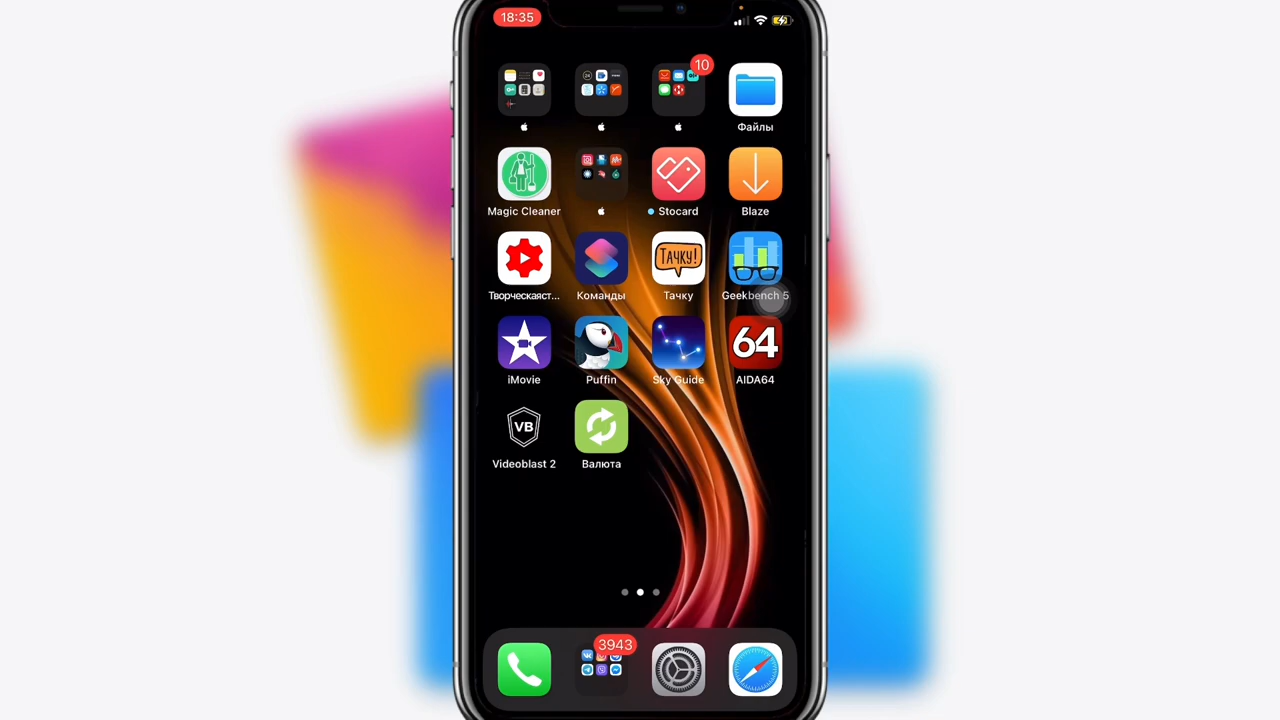 18:35
10
Файлы
Magic Cleaner
Stocard
Blaze
ТАЧКУ!
Творческаяст...
Команды
Тачку
Geekbench 5
64
iMovie
Puffin
Sky Guide
AIDA64
VB
Videoblast 2
Валюта
3943